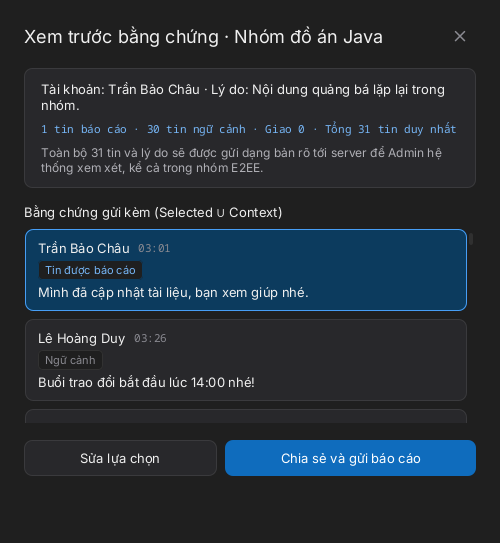 Xem trước bằng chứng · Nhóm đồ án Java
Tài khoản: Trần Bảo Châu · Lý do: Nội dung quảng bá lặp lại trong
nhóm.
1 tin báo cáo · 30 tin ngữ cảnh · Giao 0 · Tổng 31 tin duy nhất
Toàn bộ 31 tin và lý do sẽ được gửi dạng bản rõ tới server để Admin hệ
thống xem xét, kể cả trong nhóm E2EE.
Bằng chứng gửi kèm (Selected ∪ Context)
Trần Bảo Châu 03:01
Tin được báo cáo
Mình đã cập nhật tài liệu, bạn xem giúp nhé.
Lê Hoàng Duy 03:26
Ngữ cảnh
Buổi trao đổi bắt đầu lúc 14:00 nhé!
Sửa lựa chọn
Chia sẻ và gửi báo cáo